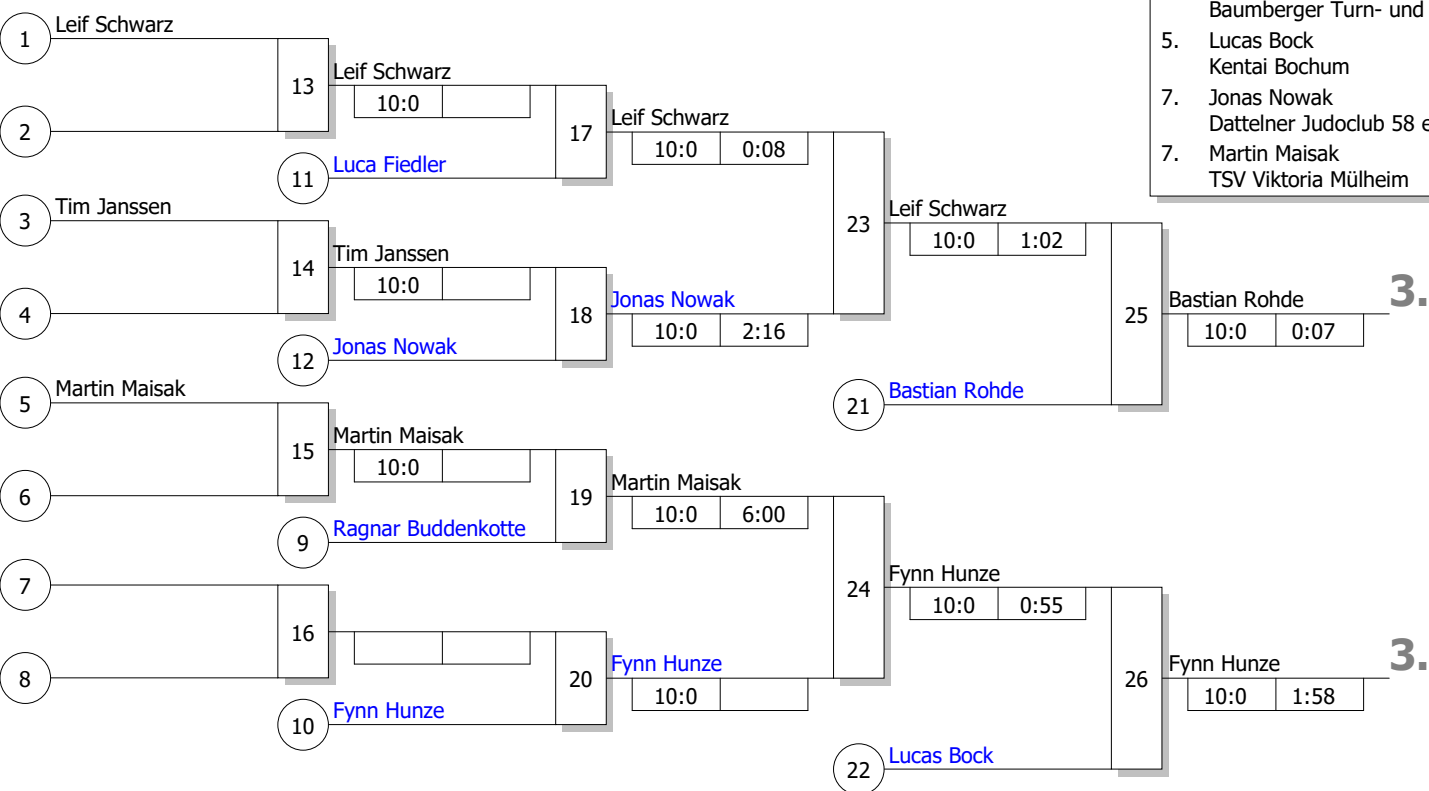 Baumberger Turn- und
5. Lucas Bock
Kentai Bochum
7. Jonas Nowak
Dattelner Judoclub 58 e
7. Martin Maisak
TSV Viktoria Mülheim
1 Leif Schwarz
2
13 Leif Schwarz
10:0
11 Luca Fiedler
17 Leif Schwarz
10:0 0:08
3 Tim Janssen
4
14 Tim Janssen
10:0
12 Jonas Nowak
18 Jonas Nowak
10:0 2:16
23 Leif Schwarz
10:0 1:02
21 Bastian Rohde
25 Bastian Rohde 3.
10:0 0:07
5 Martin Maisak
6
15 Martin Maisak
10:0
9 Ragnar Buddenkotte
19 Martin Maisak
10:0 6:00
7
8
16
10 Fynn Hunze
20 Fynn Hunze
10:0
24 Fynn Hunze
10:0 0:55
22 Lucas Bock
26 Fynn Hunze 3.
10:0 1:58